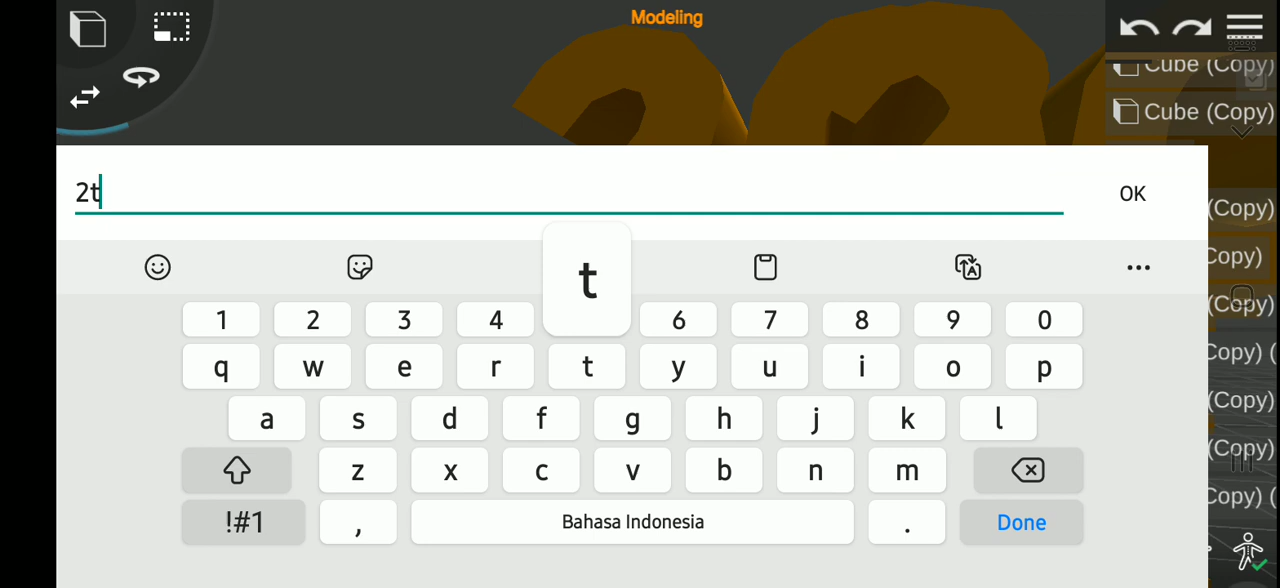 Modeling
Cube (Copy)
Cube (Copy)
2t
OK
(Copy)
Copy)
(Copy)
Copy) (
(Copy)
(Copy)
Copy) (
t
1 2 3 4 6 7 8 9 0
q w e r t y u i o p
a s d f g h j k l
z x c v b n m
!#1 , Bahasa Indonesia . Done